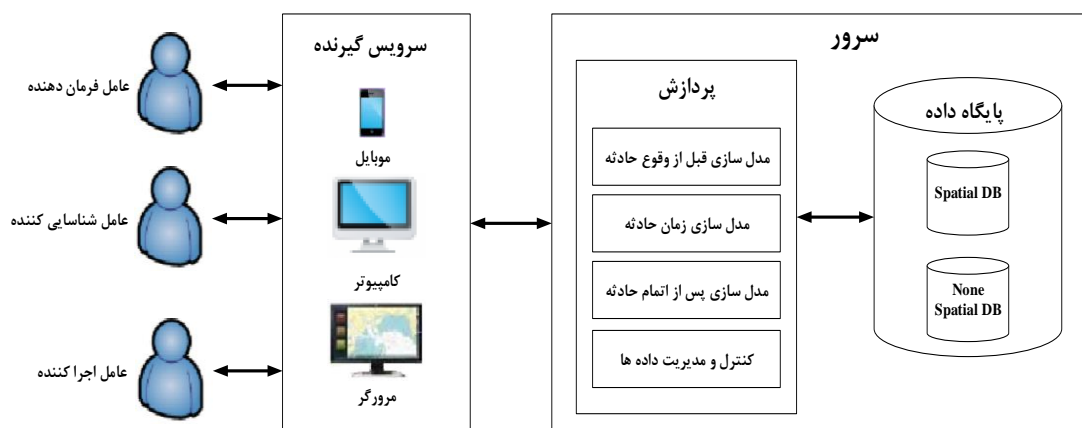 عامل فرمان دهنده
عامل شناسایی کننده
عامل اجرا کننده
سرویس گیرنده
موبایل
کامپیوتر
مرورگر
سرور
پردازش
مدل سازی قبل از وقوع حادثه
مدل سازی زمان حادثه
مدل سازی پس از اتمام حادثه
کنترل و مدیریت داده ها
پایگاه داده
Spatial DB
None
Spatial DB